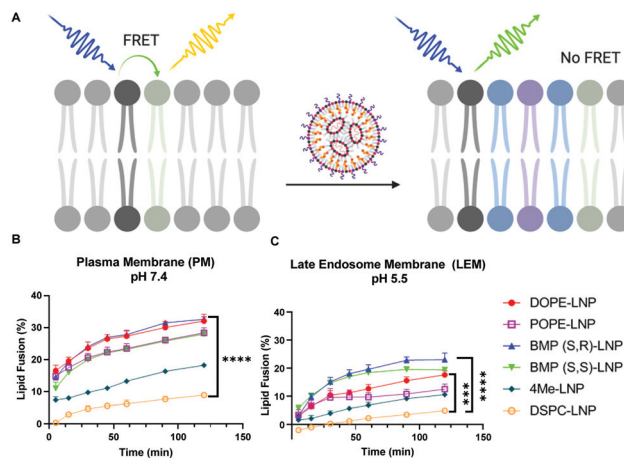 A
FRET
No FRET
B
Plasma Membrane (PM)
pH 7.4
Lipid Fusion (%)
40
30
20
10
0
0
50
100
150
Time (min)
****
C
Late Endosome Membrane (LEM)
pH 5.5
Lipid Fusion (%)
40
30
20
10
0
0
50
100
150
Time (min)
***
****
DOPE-LNP
POPE-LNP
BMP (S,R)-LNP
BMP (S,S)-LNP
4Me-LNP
DSPC-LNP